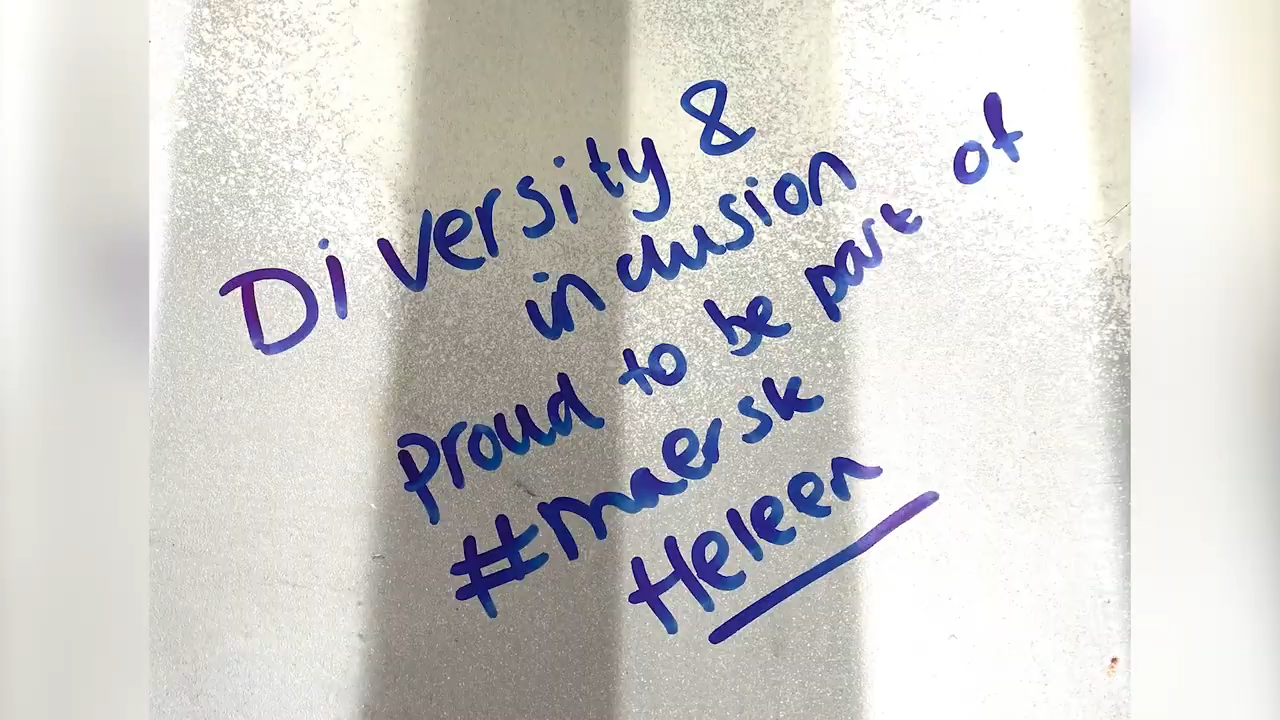 Diversity &
inclusion
proud to be part of
#maersk
Heleen